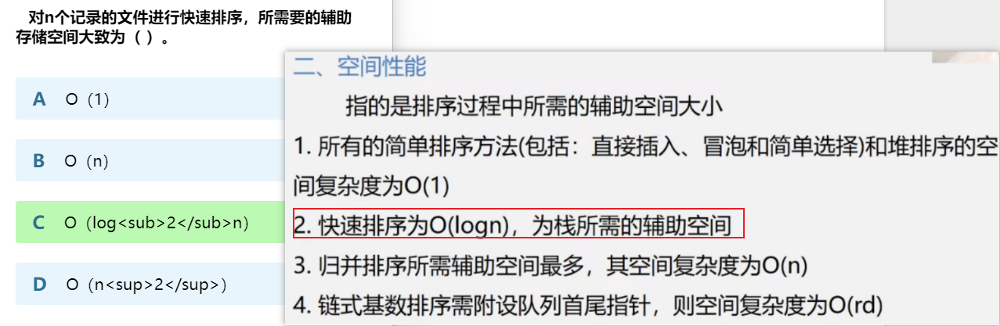 对n个记录的文件进行快速排序，所需要的辅助
存储空间大致为（ ）。
A O（1）
B O（n）
C O（log<sub>2</sub>n）
D O（n<sup>2</sup>）
二、空间性能
指的是排序过程中所需的辅助空间大小
1. 所有的简单排序方法(包括：直接插入、冒泡和简单选择)和堆排序的空
间复杂度为O(1)
2. 快速排序为O(logn)，为栈所需的辅助空间
3. 归并排序所需辅助空间最多，其空间复杂度为O(n)
4. 链式基数排序需附设队列首尾指针，则空间复杂度为O(rd)